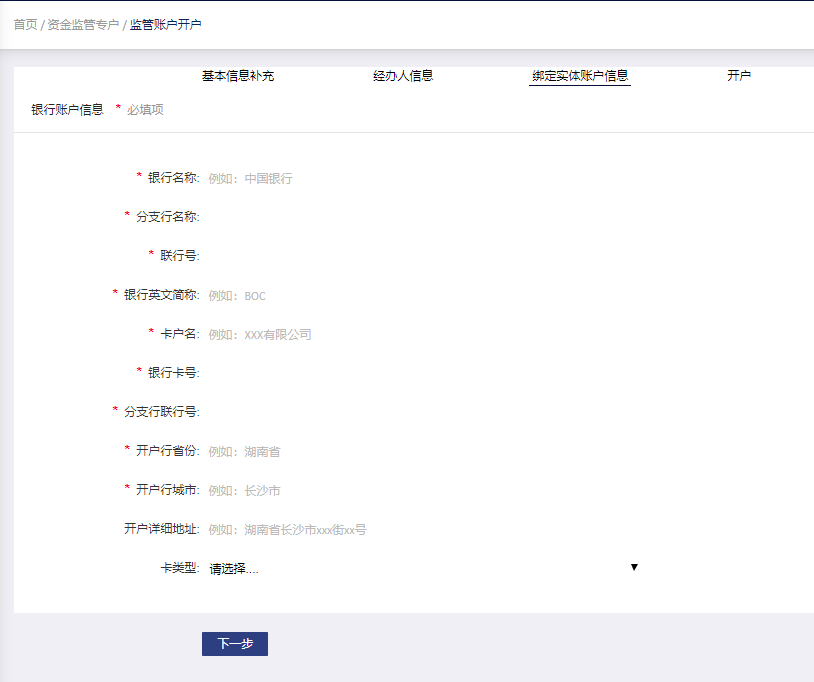 首页 / 资金监管专户 / 监管账户开户
基本信息补充 经办人信息 绑定实体账户信息 开户
银行账户信息 * 必填项
* 银行名称: 例如：中国银行
* 分支行名称:
* 联行号:
* 银行英文简称: 例如：BOC
* 卡户名: 例如：XXX有限公司
* 银行卡号:
* 分支行联行号:
* 开户行省份: 例如：湖南省
* 开户行城市: 例如：长沙市
开户详细地址: 例如：湖南省长沙市xxx街xx号
卡类型: 请选择....
下一步